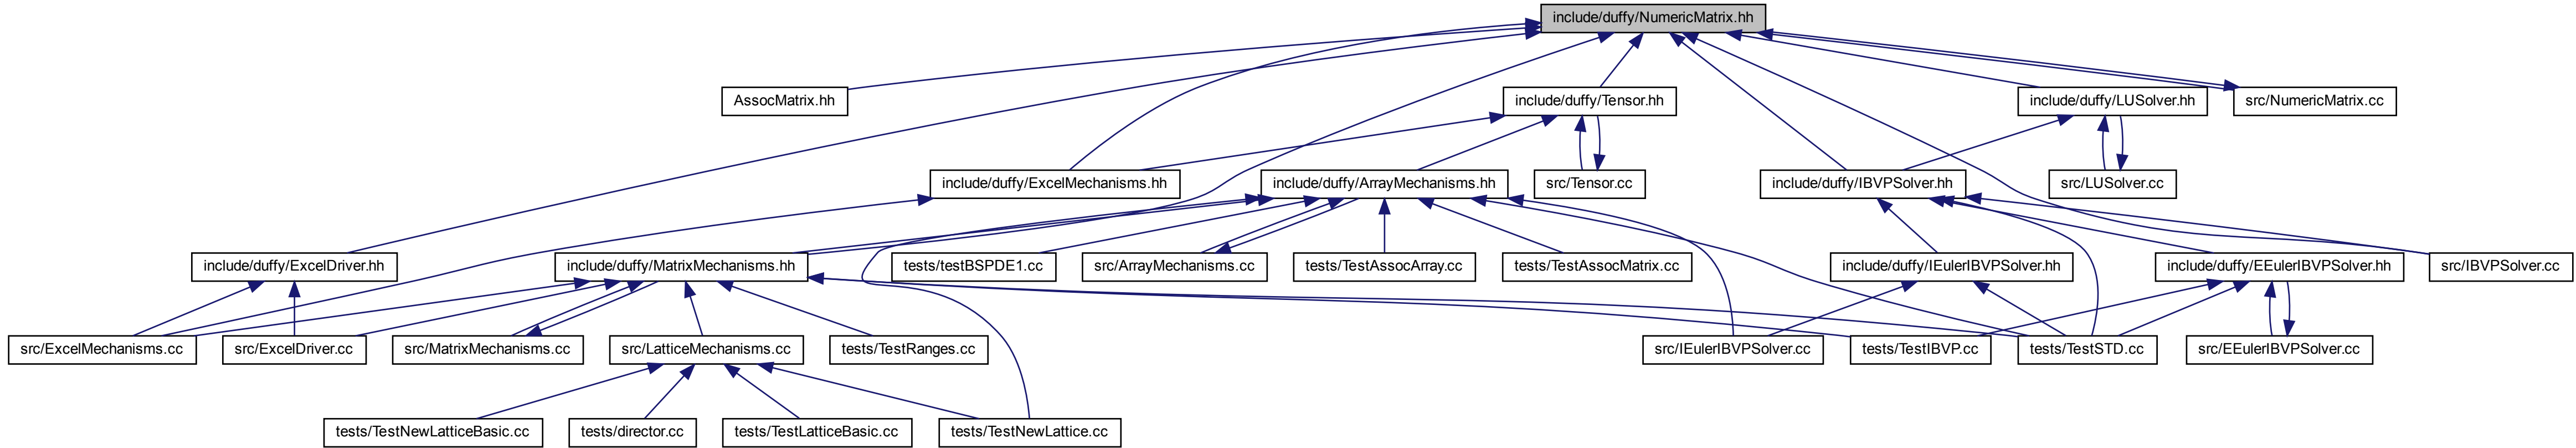 include/duffy/NumericMatrix.hh
AssocMatrix.hh
include/duffy/Tensor.hh
include/duffy/LUSolver.hh
src/NumericMatrix.cc
include/duffy/ExcelMechanisms.hh
include/duffy/ArrayMechanisms.hh
src/Tensor.cc
include/duffy/IBVPSolver.hh
src/LUSolver.cc
include/duffy/ExcelDriver.hh
include/duffy/MatrixMechanisms.hh
tests/testBSPDE1.cc
src/ArrayMechanisms.cc
tests/TestAssocArray.cc
tests/TestAssocMatrix.cc
include/duffy/IEulerIBVPSolver.hh
include/duffy/EEulerIBVPSolver.hh
src/IBVPSolver.cc
src/ExcelMechanisms.cc
src/ExcelDriver.cc
src/MatrixMechanisms.cc
src/LatticeMechanisms.cc
tests/TestRanges.cc
src/IEulerIBVPSolver.cc
tests/TestIBVP.cc
tests/TestSTD.cc
src/EEulerIBVPSolver.cc
tests/TestNewLatticeBasic.cc
tests/director.cc
tests/TestLatticeBasic.cc
tests/TestNewLattice.cc